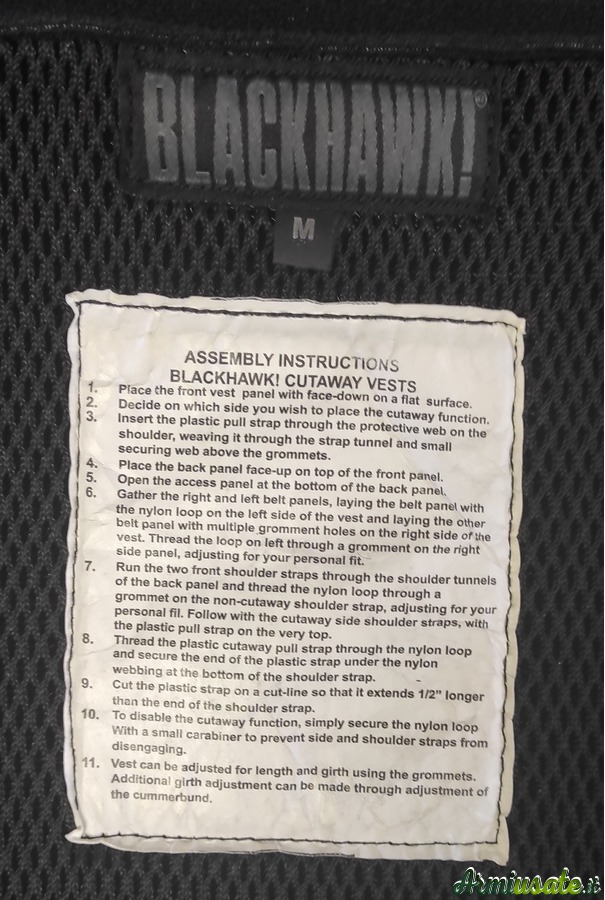 BLACKHAWK!®
M
ASSEMBLY INSTRUCTIONS
BLACKHAWK! CUTAWAY VESTS
1. Place the front vest panel with face-down on a flat surface.
2. Decide on which side you wish to place the cutaway function.
3. Insert the plastic pull strap through the protective web on the
shoulder, weaving it through the strap tunnel and small
securing web above the grommets.
4. Place the back panel face-up on top of the front panel.
5. Open the access panel at the bottom of the back panel.
6. Gather the right and left belt panels, laying the belt panel with
the nylon loop on the left side of the vest and laying the other
belt panel with multiple gromment holes on the right side of the
vest. Thread the loop on left through a gromment on the right
side panel, adjusting for your personal fit.
7. Run the two front shoulder straps through the shoulder tunnels
of the back panel and thread the nylon loop through a
grommet on the non-cutaway shoulder strap, adjusting for your
personal fil. Follow with the cutaway side shoulder straps, with
the plastic pull strap on the very top.
8. Thread the plastic cutaway pull strap through the nylon loop
and secure the end of the plastic strap under the nylon
webbing at the bottom of the shoulder strap.
9. Cut the plastic strap on a cut-line so that it extends 1/2" longer
than the end of the shoulder strap.
10. To disable the cutaway function, simply secure the nylon loop
With a small carabiner to prevent side and shoulder straps from
disengaging.
11. Vest can be adjusted for length and girth using the grommets.
Additional girth adjustment can be made through adjustment of
the cummerbund.
Armiusate.it